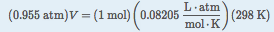 (0.955 atm)V = (1 mol)(0.08205 L·atm/mol·K)(298 K)